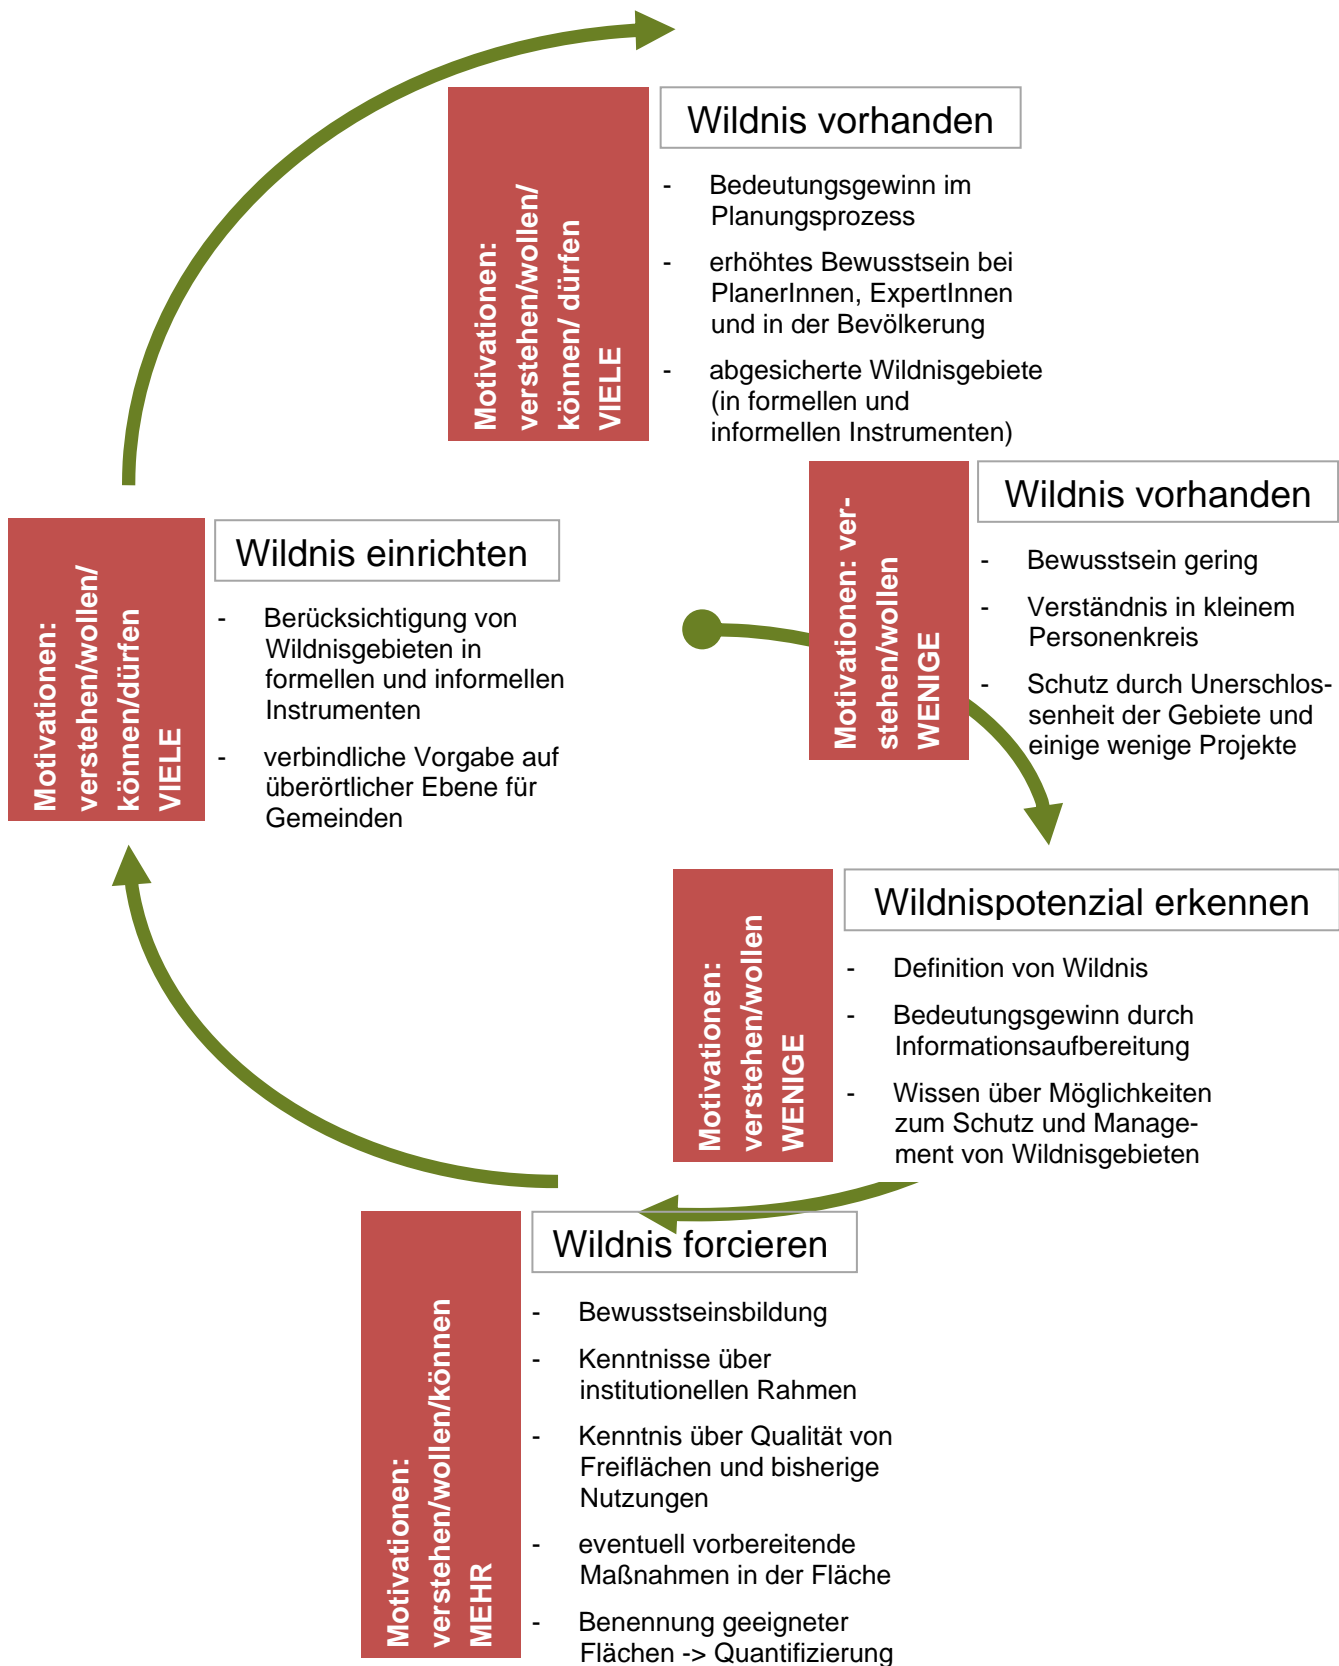 Wildnis vorhanden
Motivationen:
verstehen/wollen/
können/ dürfen
VIELE
- Bedeutungsgewinn im
Planungsprozess
- erhöhtes Bewusstsein bei
PlanerInnen, ExpertInnen
und in der Bevölkerung
- abgesicherte Wildnisgebiete
(in formellen und
informellen Instrumenten)
Wildnis vorhanden
Motivationen: ver-
stehen/wollen
WENIGE
- Bewusstsein gering
- Verständnis in kleinem
Personenkreis
- Schutz durch Unerschlos-
senheit der Gebiete und
einige wenige Projekte
Wildnis einrichten
Motivationen:
verstehen/wollen/
können/dürfen
VIELE
- Berücksichtigung von
Wildnisgebieten in
formellen und informellen
Instrumenten
- verbindliche Vorgabe auf
überörtlicher Ebene für
Gemeinden
Wildnispotenzial erkennen
Motivationen:
verstehen/wollen
WENIGE
- Definition von Wildnis
- Bedeutungsgewinn durch
Informationsaufbereitung
- Wissen über Möglichkeiten
zum Schutz und Manage-
ment von Wildnisgebieten
Wildnis forcieren
Motivationen:
verstehen/wollen/können
MEHR
- Bewusstseinsbildung
- Kenntnisse über
institutionellen Rahmen
- Kenntnis über Qualität von
Freiflächen und bisherige
Nutzungen
- eventuell vorbereitende
Maßnahmen in der Fläche
- Benennung geeigneter
Flächen -> Quantifizierung